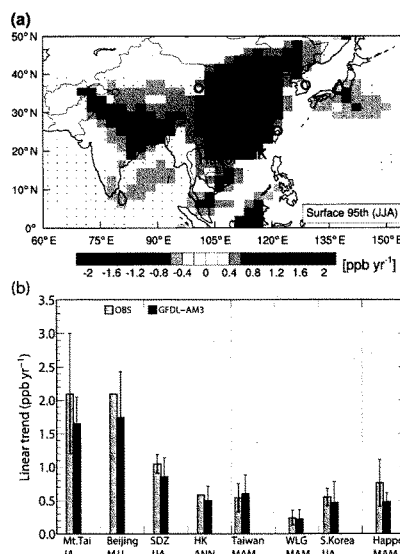 (a)
50°N
40°N
30°N
20°N
10°N
0°
Surface 95th (JJA)
60°E 75°E 90°E 105°E 120°E 135°E 150°E
-2 -1.6 -1.2 -0.8 -0.4 0 0.4 0.8 1.2 1.6 2 [ppb yr⁻¹]
(b)
OBS GFDL-AM3
Linear trend (ppb yr⁻¹)
3.5
3.0
2.5
2.0
1.5
1.0
0.5
0.0
Mt.Tai Beijing SDZ HK Taiwan WLG S.Korea Happo
ANN MAM MAM JJA MAM